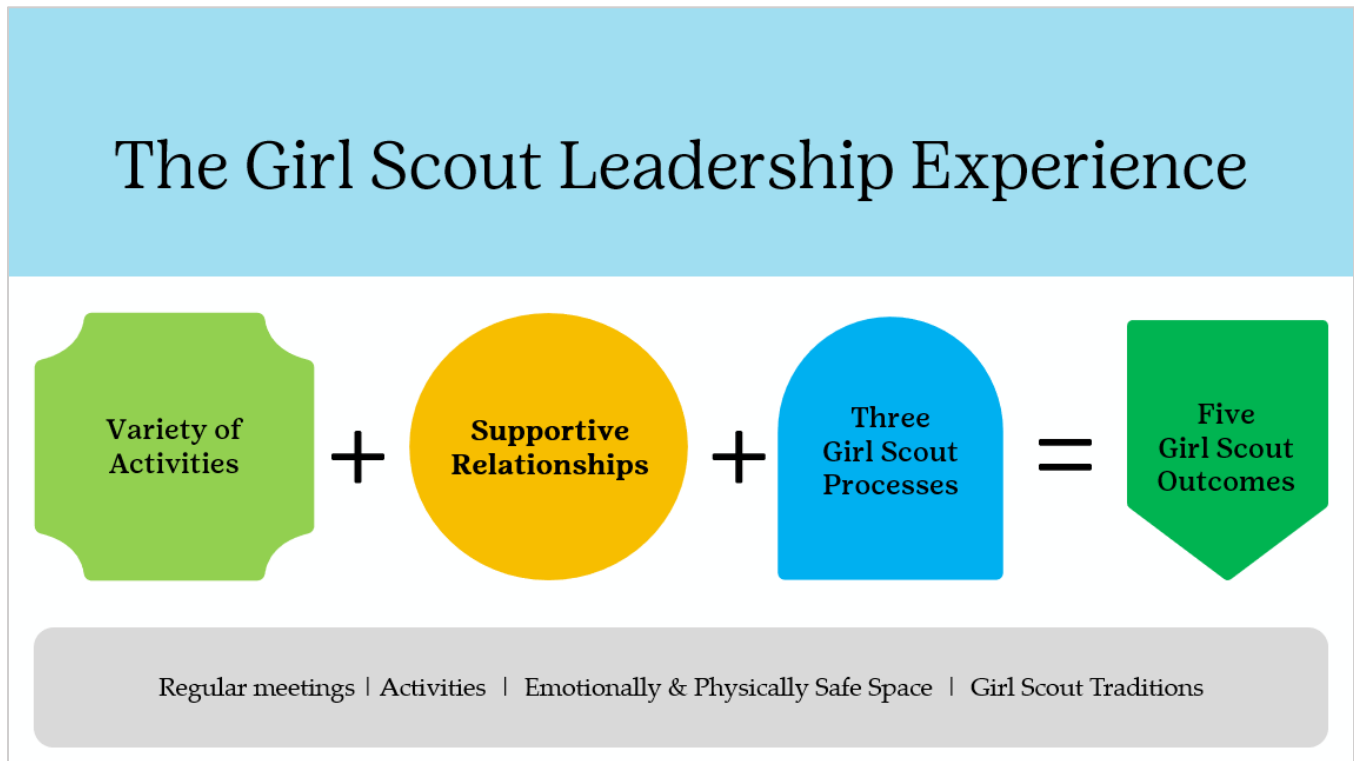 The Girl Scout Leadership Experience
Variety of
Activities
+
Supportive
Relationships
+
Three
Girl Scout
Processes
=
Five
Girl Scout
Outcomes
Regular meetings | Activities | Emotionally & Physically Safe Space | Girl Scout Traditions